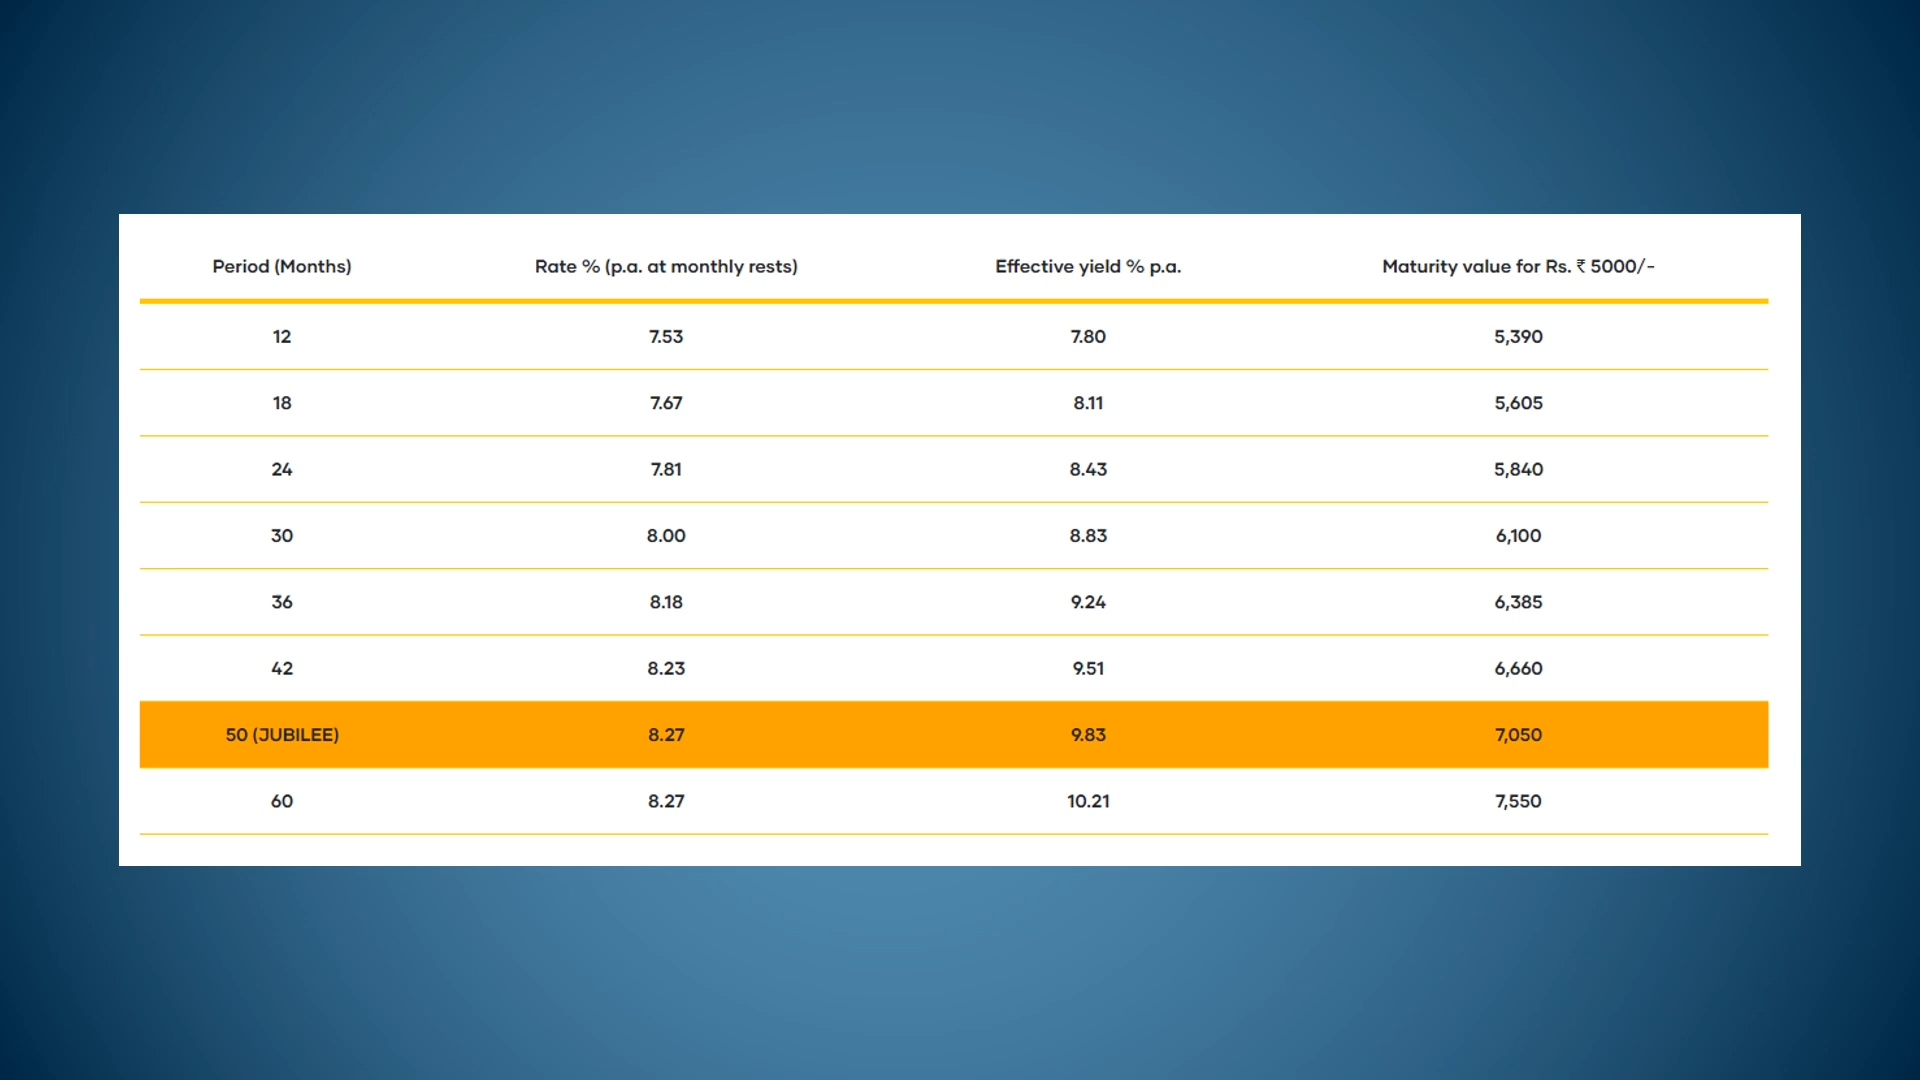 Period (Months) Rate % (p.a. at monthly rests) Effective yield % p.a. Maturity value for Rs. ₹ 5000/-
12 7.53 7.80 5,390
18 7.67 8.11 5,605
24 7.81 8.43 5,840
30 8.00 8.83 6,100
36 8.18 9.24 6,385
42 8.23 9.51 6,660
50 (JUBILEE) 8.27 9.83 7,050
60 8.27 10.21 7,550